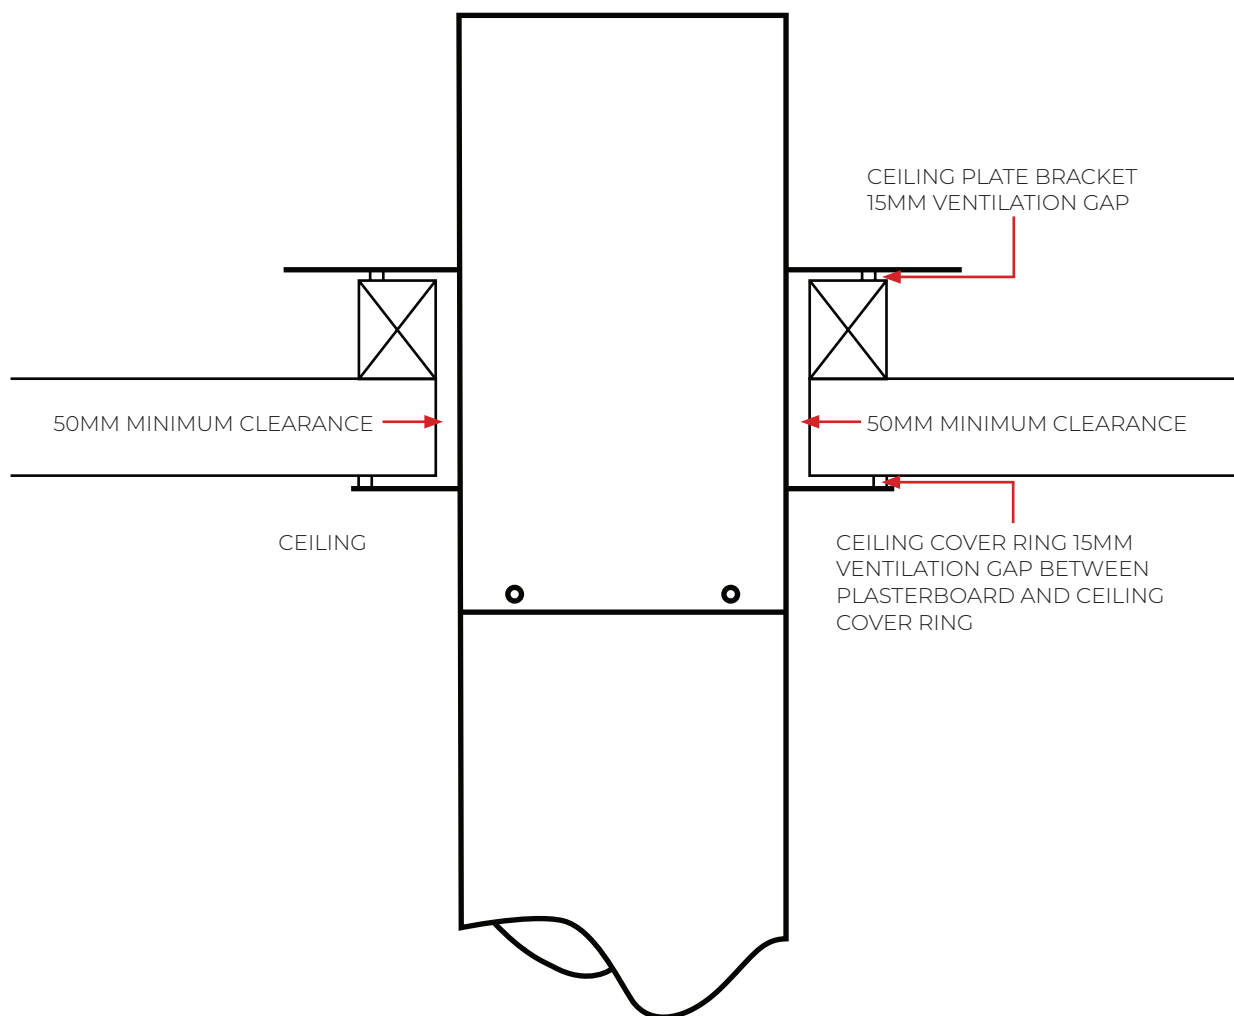 CEILING PLATE BRACKET
15MM VENTILATION GAP
50MM MINIMUM CLEARANCE
50MM MINIMUM CLEARANCE
CEILING
CEILING COVER RING 15MM
VENTILATION GAP BETWEEN
PLASTERBOARD AND CEILING
COVER RING